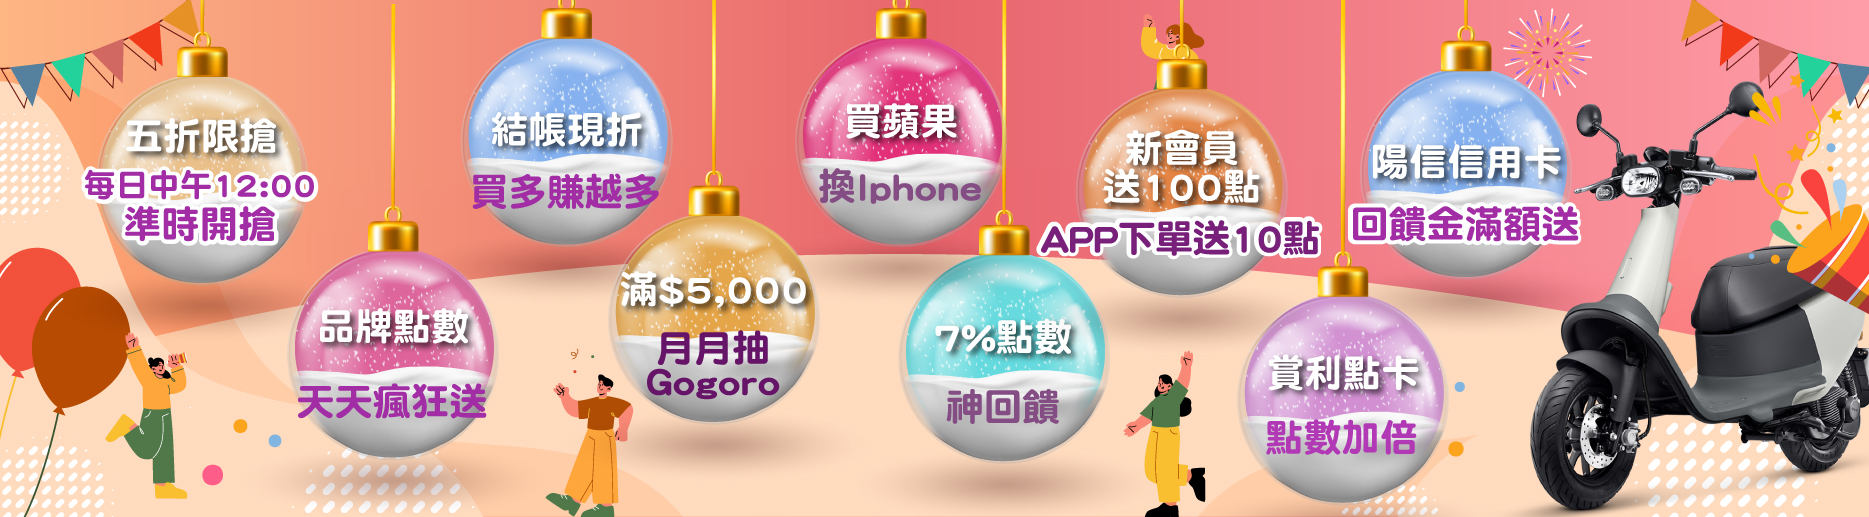 五折限搶
每日中午12:00
準時開搶
品牌點數
天天瘋狂送
結帳現折
買多賺越多
滿$5,000
月月抽
Gogoro
買蘋果
換Iphone
7%點數
神回饋
新會員
送100點
APP下單送10點
賞利點卡
點數加倍
陽信信用卡
回饋金滿額送